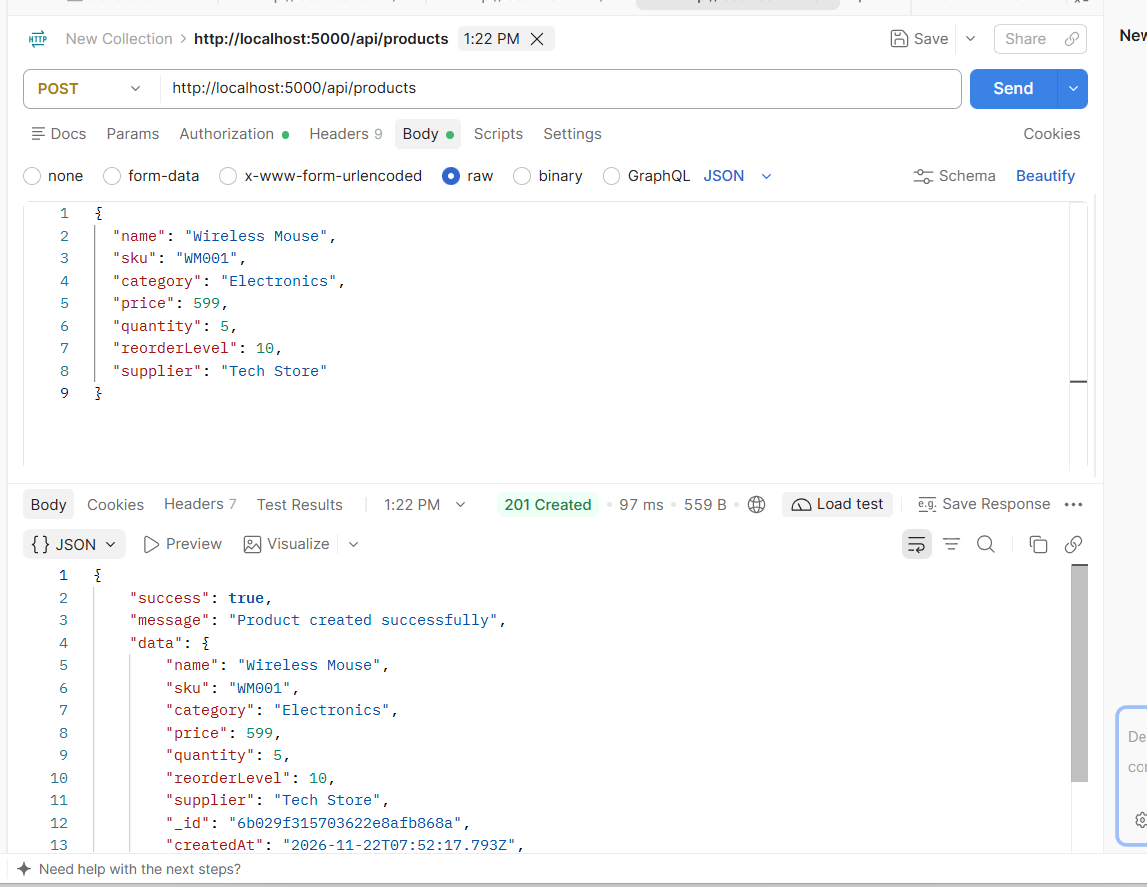 New Collection > http://localhost:5000/api/products 1:22 PM
Save Share
New
POST http://localhost:5000/api/products Send
Docs Params Authorization Headers 9 Body Scripts Settings Cookies
none form-data x-www-form-urlencoded raw binary GraphQL JSON Schema Beautify
1 {
2 "name": "Wireless Mouse",
3 "sku": "WM001",
4 "category": "Electronics",
5 "price": 599,
6 "quantity": 5,
7 "reorderLevel": 10,
8 "supplier": "Tech Store"
9 }
Body Cookies Headers 7 Test Results 1:22 PM 201 Created • 97 ms • 559 B • Load test e.g. Save Response
{} JSON Preview Visualize
1 {
2 "success": true,
3 "message": "Product created successfully",
4 "data": {
5 "name": "Wireless Mouse",
6 "sku": "WM001",
7 "category": "Electronics",
8 "price": 599,
9 "quantity": 5,
10 "reorderLevel": 10,
11 "supplier": "Tech Store",
12 "_id": "6b029f315703622e8afb868a",
13 "createdAt": "2026-11-22T07:52:17.793Z",
De
con
Need help with the next steps?